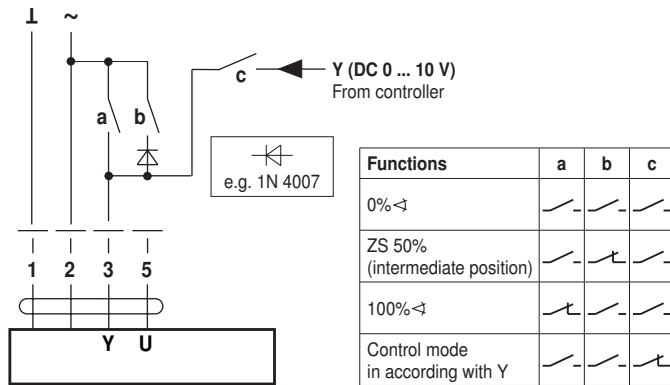 ⊥ ~
a b c
Y (DC 0 ... 10 V)
From controller
e.g. 1N 4007
1 2 3 5
Y U
Functions a b c
0%∢
ZS 50%
(intermediate position)
100%∢
Control mode
in according with Y